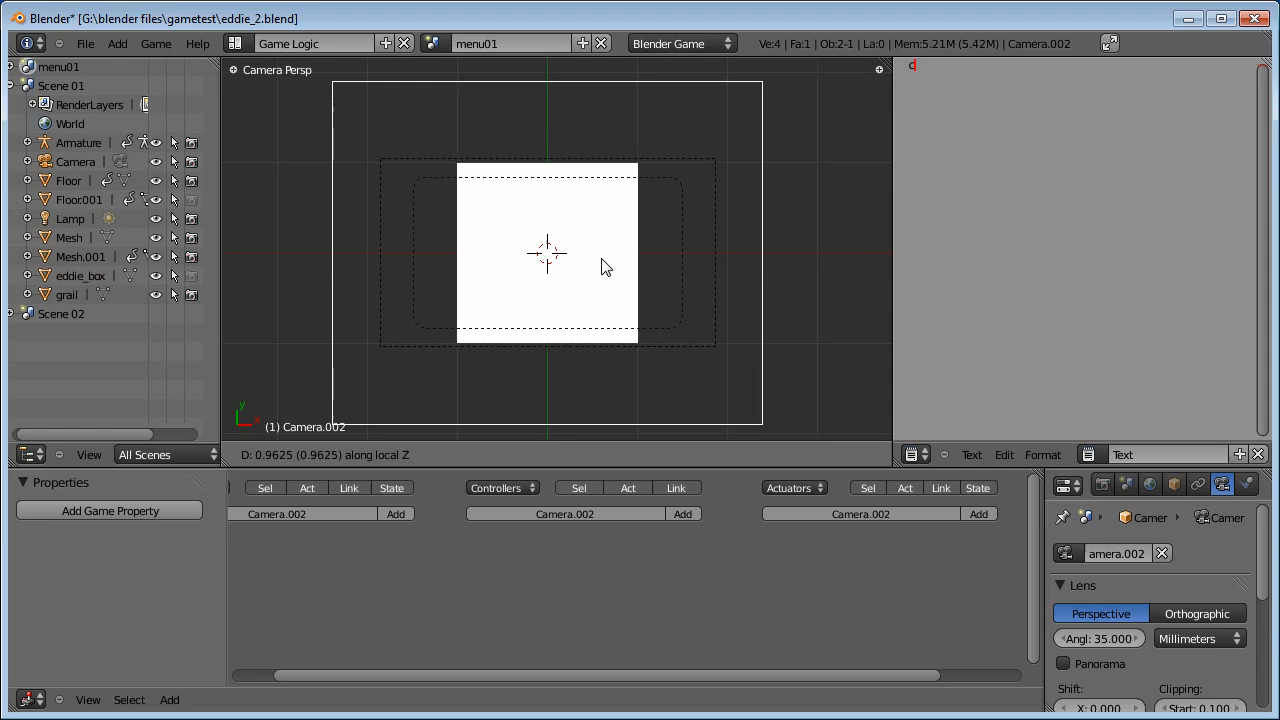 Blender* [G:\blender files\gametest\eddie_2.blend]
File Add Game Help Game Logic menu01 Blender Game Ve:4 | Fa:1 | Ob:2-1 | La:0 | Mem:5.21M (5.42M) | Camera.002
menu01
Scene 01
RenderLayers |
World
Armature |
Camera |
Floor |
Floor.001 |
Lamp |
Mesh |
Mesh.001 |
eddie_box |
grail |
Scene 02
View All Scenes
Camera Persp
y
x
(1) Camera.002
D: 0.9625 (0.9625) along local Z
c
Text Edit Format Text
Properties
Add Game Property
Sel Act Link State
Camera.002 Add
Controllers Sel Act Link
Camera.002 Add
Actuators Sel Act Link State
Camera.002 Add
View Select Add
Camer Camer
amera.002
Lens
Perspective Orthographic
Angl: 35.000 Millimeters
Panorama
Shift: Clipping:
X: 0.000 Start: 0.100